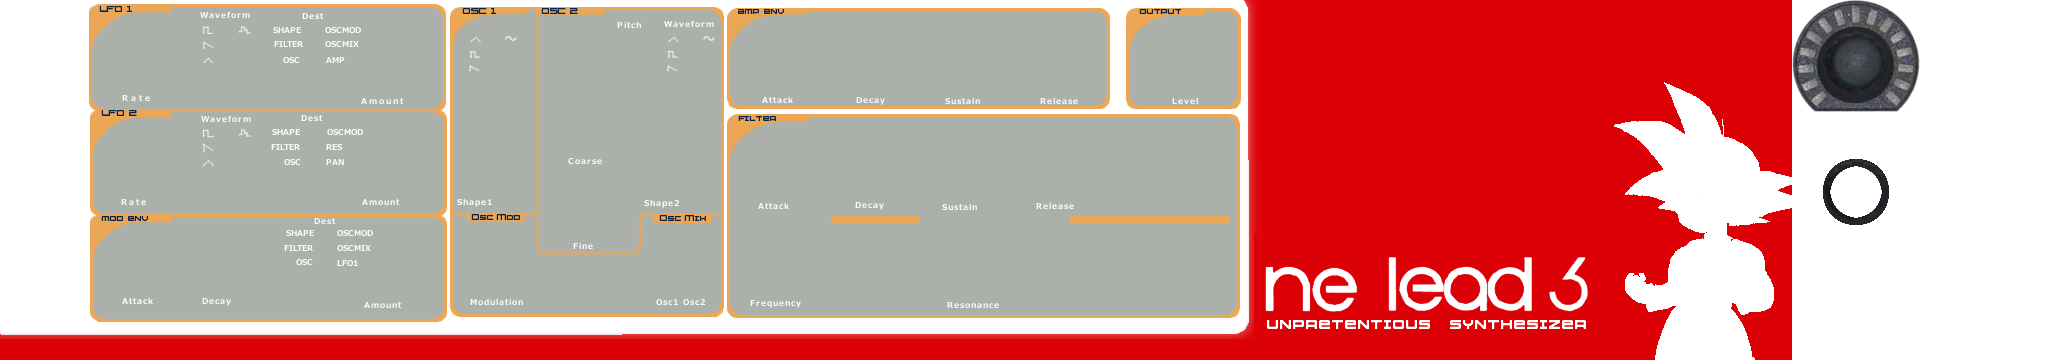 LFO 1
Waveform
Dest
SHAPE OSCMOD
FILTER OSCMIX
OSC AMP
Rate
Amount
LFO 2
Waveform
Dest
SHAPE OSCMOD
FILTER RES
OSC PAN
Rate
Amount
MOD ENV
Dest
SHAPE OSCMOD
FILTER OSCMIX
OSC LFO1
Attack
Decay
Amount
OSC 1
OSC 2
Pitch
Waveform
Coarse
Shape1
Shape2
Osc Mod
Osc Mix
Fine
Modulation
Osc1 Osc2
AMP ENV
Attack
Decay
Sustain
Release
OUTPUT
Level
FILTER
Attack
Decay
Sustain
Release
Frequency
Resonance
ne lead 3
UNPRETENTIOUS SYNTHESIZER